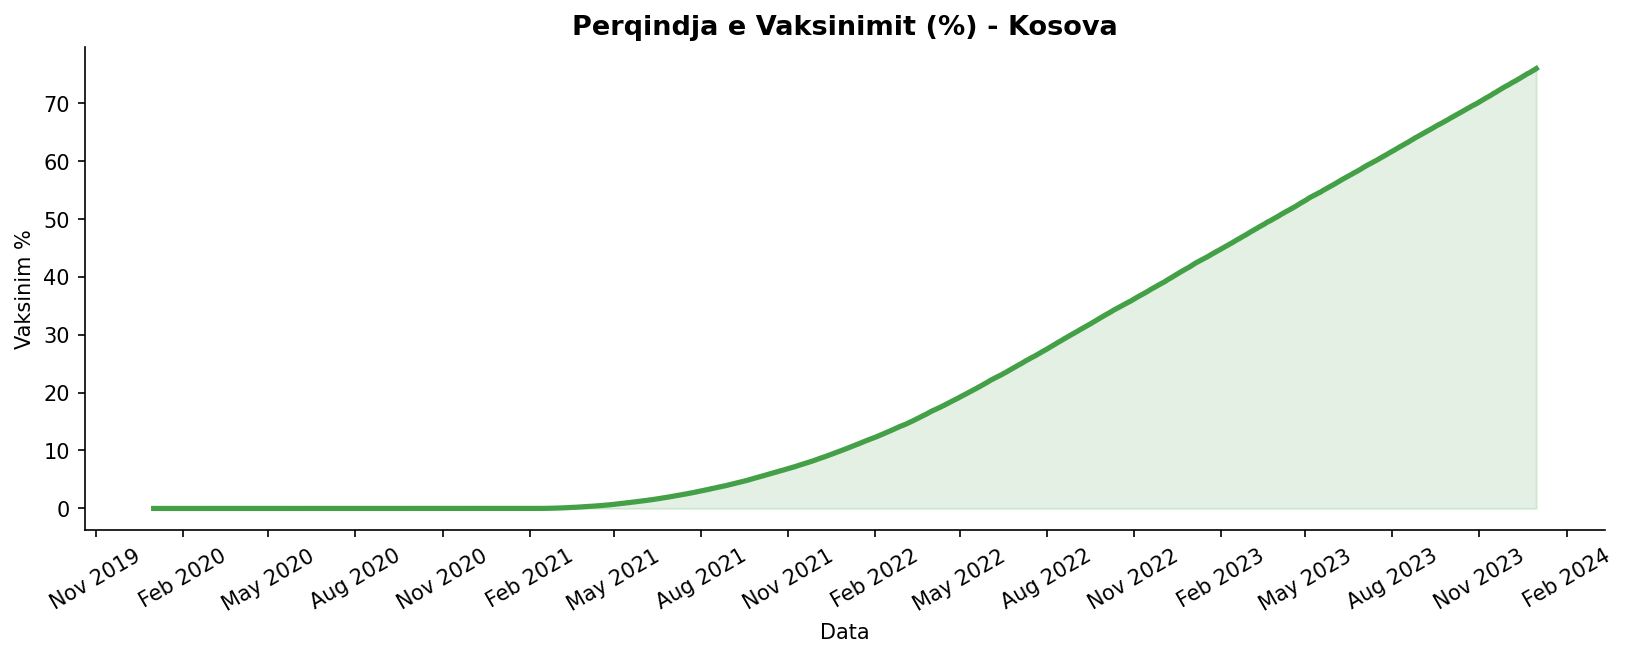 Perqindja e Vaksinimit (%) - Kosova
Vaksinim %
70
60
50
40
30
20
10
0
Nov 2019
Feb 2020
May 2020
Aug 2020
Nov 2020
Feb 2021
May 2021
Aug 2021
Nov 2021
Feb 2022
May 2022
Aug 2022
Nov 2022
Feb 2023
May 2023
Aug 2023
Nov 2023
Feb 2024
Data